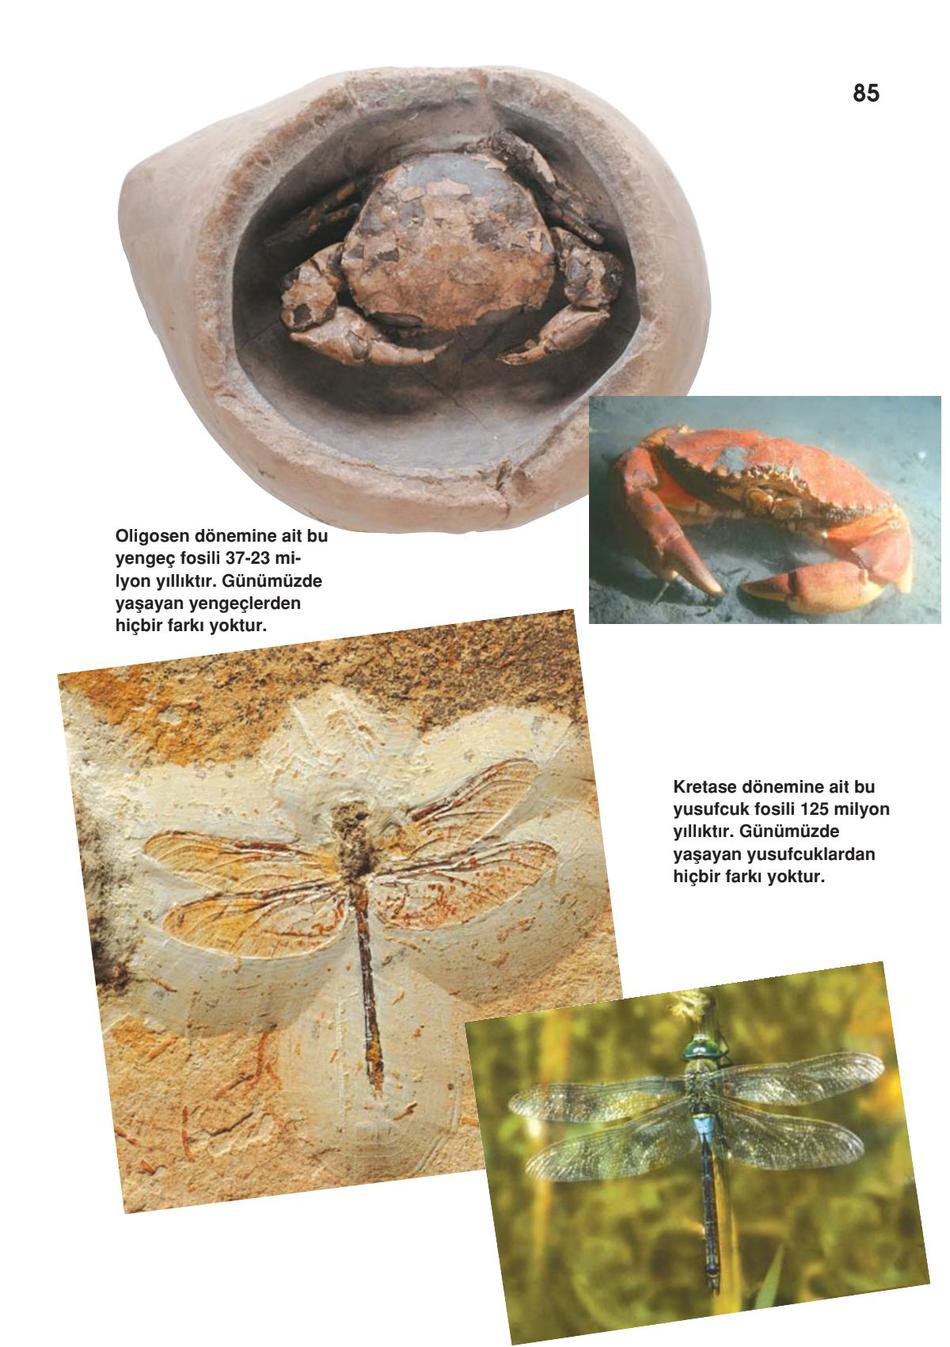 85
Oligosen dönemine ait bu
yengeç fosili 37-23 mi-
lyon yıllıktır. Günümüzde
yaşayan yengeçlerden
hiçbir farkı yoktur.
Kretase dönemine ait bu
yusufcuk fosili 125 milyon
yıllıktır. Günümüzde
yaşayan yusufcuklardan
hiçbir farkı yoktur.